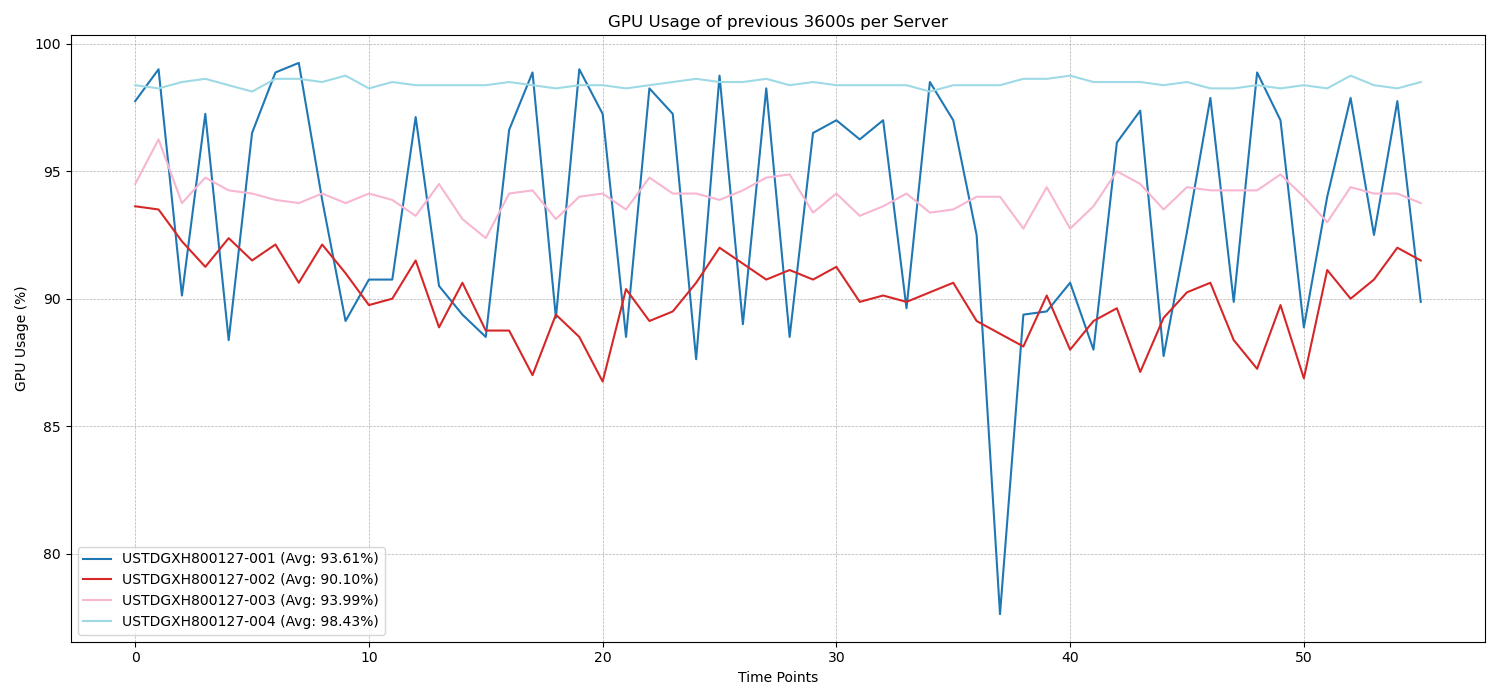 GPU Usage of previous 3600s per Server
GPU Usage (%)
100
95
90
85
80
USTDGXH800127-001 (Avg: 93.61%)
USTDGXH800127-002 (Avg: 90.10%)
USTDGXH800127-003 (Avg: 93.99%)
USTDGXH800127-004 (Avg: 98.43%)
0 10 20 30 40 50
Time Points